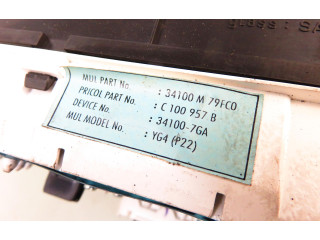 MUL PART No. : 34100 M 79FC0
PRICOL PART No. : C 100 957 B
DEVICE No. : 34100-7GA
MUL MODEL No. : YG4 (P22)